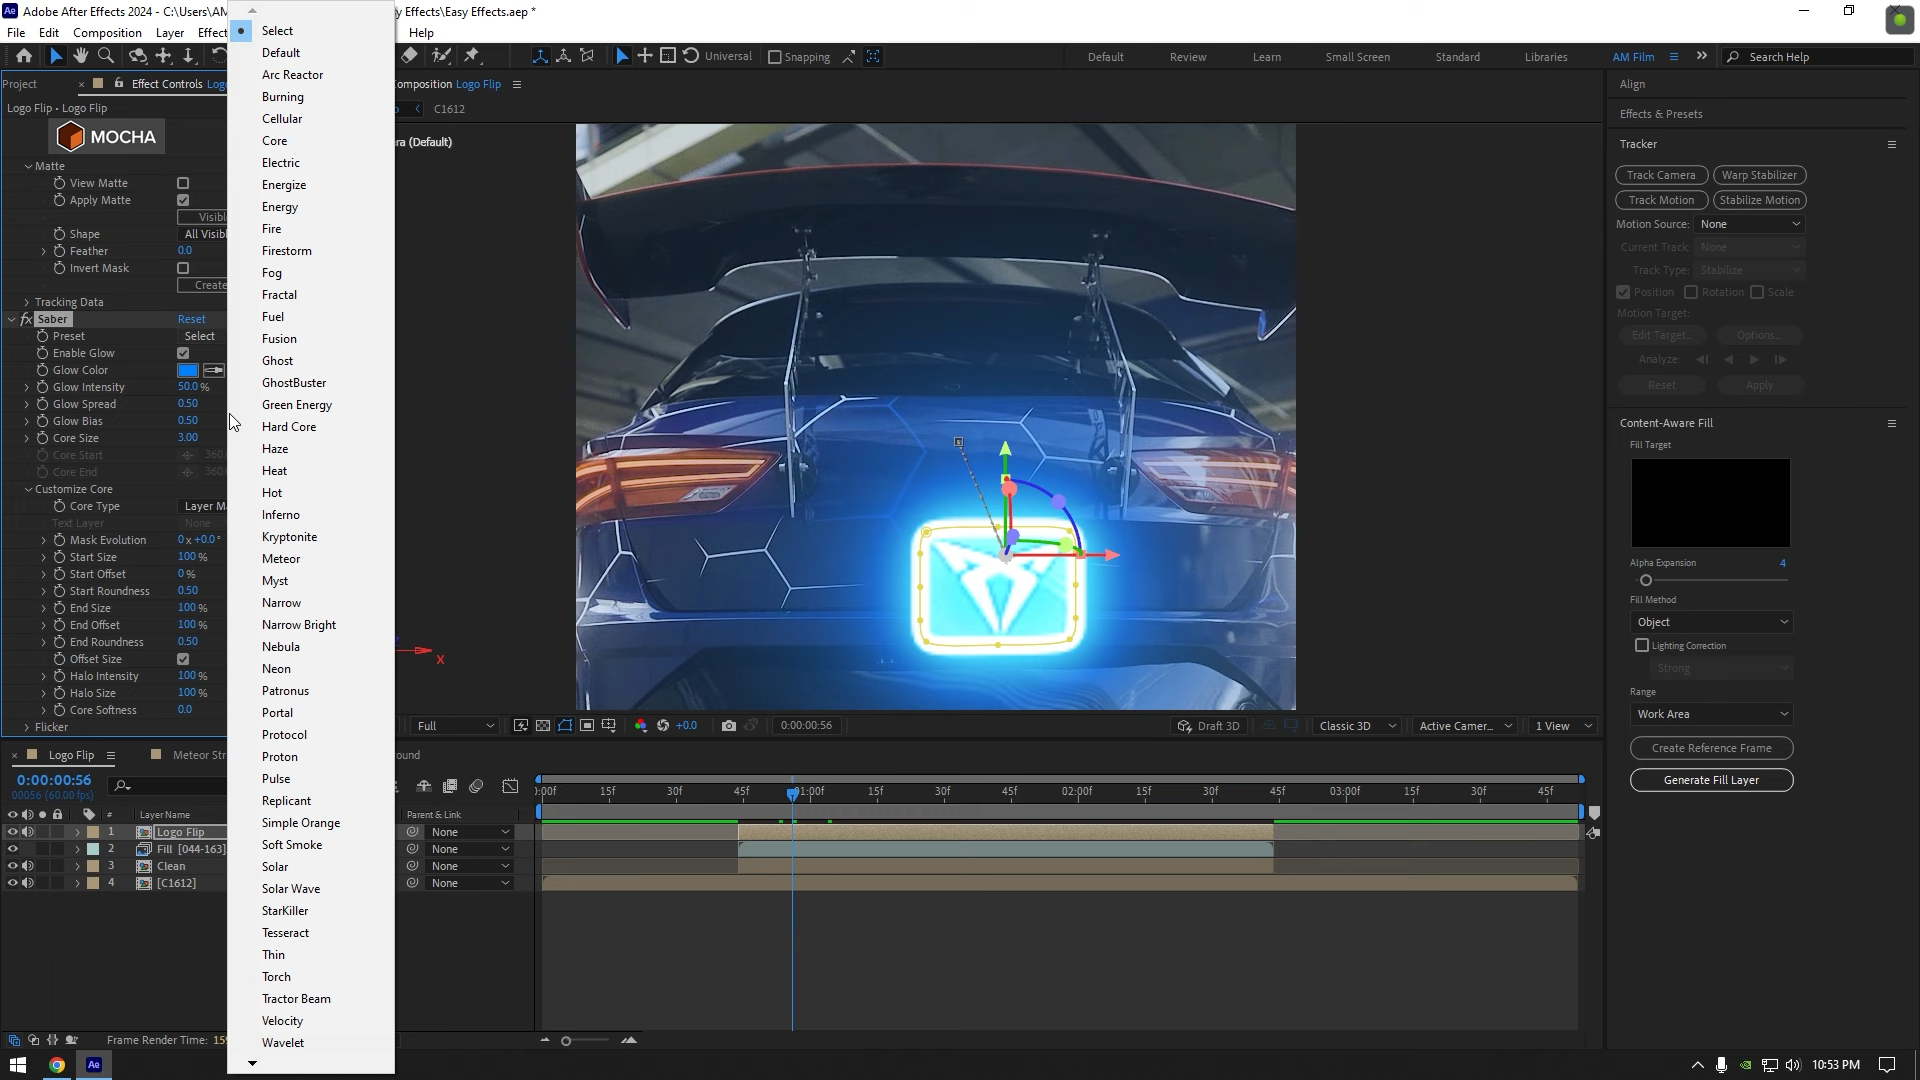 Adobe After Effects 2024 - C:\Users\AM
y Effects\Easy Effects.aep *
File
Edit
Composition
Layer
Effect
Help
Universal
Snapping
Default
Review
Learn
Small Screen
Standard
Libraries
AM Film
Search Help
Project
Effect Controls Logo
Logo Flip • Logo Flip
MOCHA
Matte
View Matte
Apply Matte
Visibl
Shape
All Visibl
Feather
0.0
Invert Mask
Create
Tracking Data
fx Saber
Reset
Preset
Select
Enable Glow
Glow Color
Glow Intensity
50.0 %
Glow Spread
0.50
Glow Bias
0.50
Core Size
3.00
Core Start
360
Core End
360
Customize Core
Core Type
Layer Ma
Text Layer
None
Mask Evolution
0 x +0.0 °
Start Size
100 %
Start Offset
0 %
Start Roundness
0.50
End Size
100 %
End Offset
100 %
End Roundness
0.50
Offset Size
Halo Intensity
100 %
Halo Size
100 %
Core Softness
0.0
Flicker
Select
Default
Arc Reactor
Burning
Cellular
Core
Electric
Energize
Energy
Fire
Firestorm
Fog
Fractal
Fuel
Fusion
Ghost
GhostBuster
Green Energy
Hard Core
Haze
Heat
Hot
Inferno
Kryptonite
Meteor
Myst
Narrow
Narrow Bright
Nebula
Neon
Patronus
Portal
Protocol
Proton
Pulse
Replicant
Simple Orange
Soft Smoke
Solar
Solar Wave
StarKiller
Tesseract
Thin
Torch
Tractor Beam
Velocity
Wavelet
omposition Logo Flip
C1612
ra (Default)
X
Full
+0.0
0:00:00:56
Draft 3D
Classic 3D
Active Camer...
1 View
Align
Effects & Presets
Tracker
Track Camera
Warp Stabilizer
Track Motion
Stabilize Motion
Motion Source:
None
Current Track:
None
Track Type:
Stabilize
Position
Rotation
Scale
Motion Target:
Edit Target...
Options...
Analyze:
Reset
Apply
Content-Aware Fill
Fill Target
Alpha Expansion
4
Fill Method
Object
Lighting Correction
Strong
Range
Work Area
Create Reference Frame
Generate Fill Layer
Logo Flip
Meteor Str
ound
0:00:00:56
00056 (60.00 fps)
#
Layer Name
Parent & Link
1
Logo Flip
None
2
Fill [044-163]
None
3
Clean
None
4
[C1612]
None
):00f
15f
30f
45f
01:00f
15f
30f
45f
02:00f
15f
30f
45f
03:00f
15f
30f
45f
Frame Render Time: 159
Ae
10:53 PM